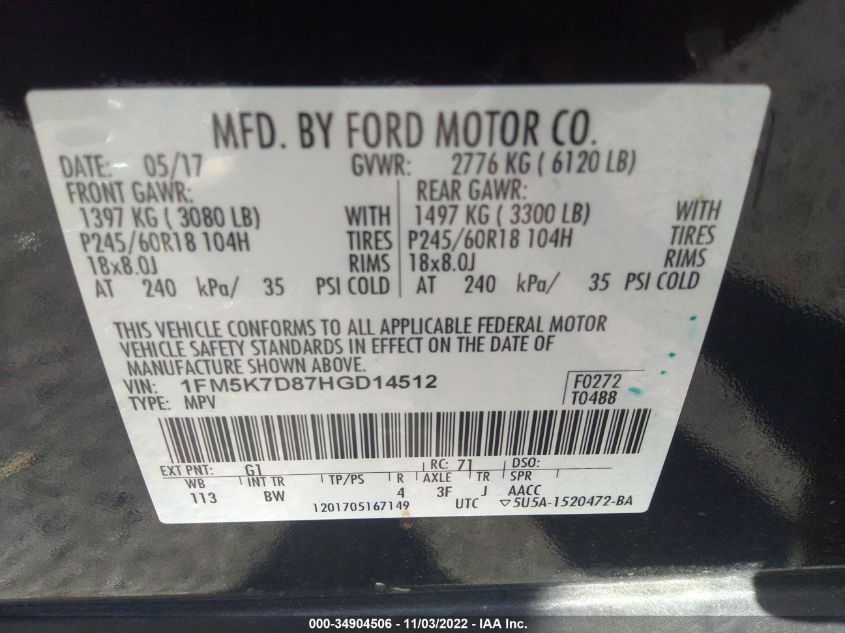 MFD. BY FORD MOTOR CO.
DATE: 05/17 GVWR: 2776 KG ( 6120 LB)
FRONT GAWR: REAR GAWR:
1397 KG ( 3080 LB) WITH 1497 KG ( 3300 LB) WITH
P245/60R18 104H TIRES P245/60R18 104H TIRES
18x8.0J RIMS 18x8.0J RIMS
AT 240 kPa/ 35 PSI COLD AT 240 kPa/ 35 PSI COLD
THIS VEHICLE CONFORMS TO ALL APPLICABLE FEDERAL MOTOR
VEHICLE SAFETY STANDARDS IN EFFECT ON THE DATE OF
MANUFACTURE SHOWN ABOVE.
VIN: 1FM5K7D87HGD14512 F0272
TYPE: MPV T0488
EXT PNT: G1 RC: 71 DSO:
WB INT TR TP/PS R AXLE TR SPR
113 BW 4 3F J AACC
1201705167149 UTC ▽5U5A-1520472-BA
000-34904506 - 11/03/2022 - IAA Inc.